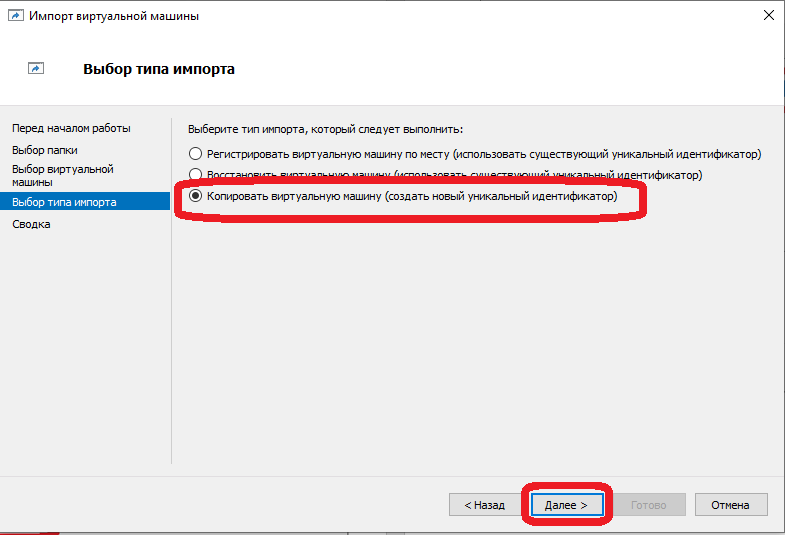 Импорт виртуальной машины
Выбор типа импорта
Перед началом работы
Выбор папки
Выбор виртуальной
машины
Выбор типа импорта
Сводка
Выберите тип импорта, который следует выполнить:
Регистрировать виртуальную машину по месту (использовать существующий уникальный идентификатор)
Восстановить виртуальную машину (использовать существующий уникальный идентификатор)
Копировать виртуальную машину (создать новый уникальный идентификатор)
< Назад
Далее >
Готово
Отмена